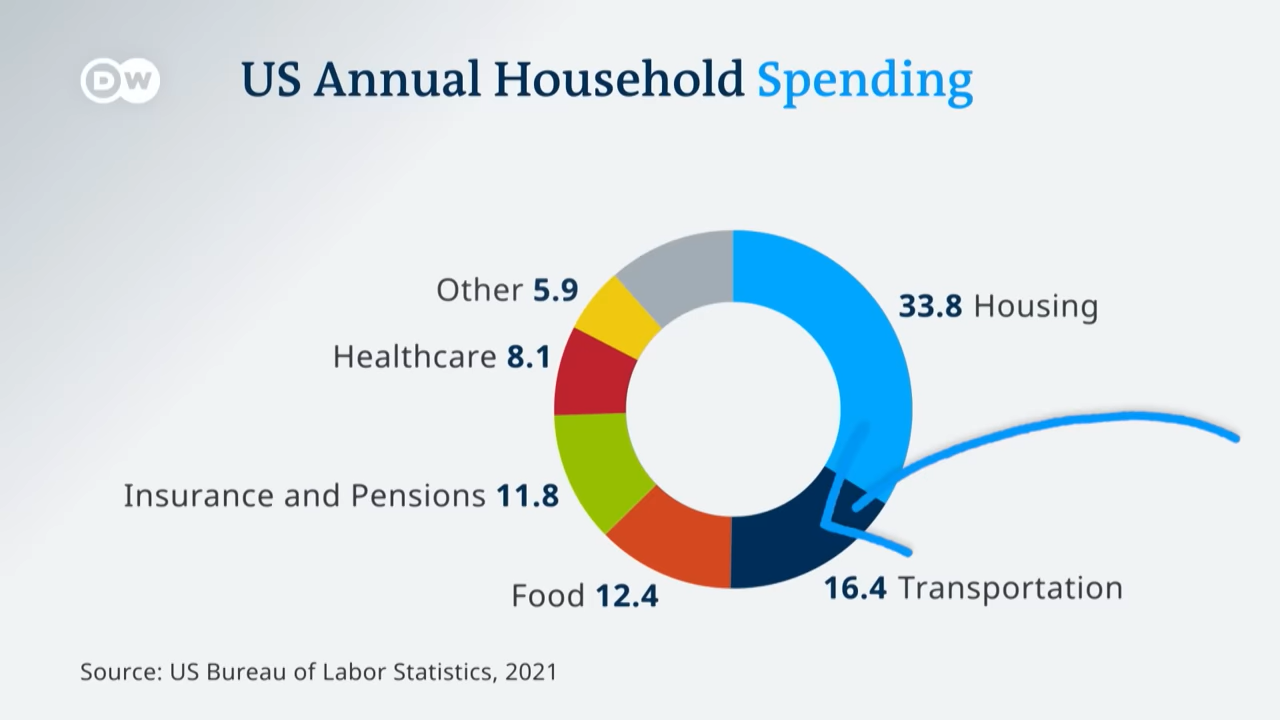 DW
US Annual Household Spending
Other 5.9
33.8 Housing
Healthcare 8.1
Insurance and Pensions 11.8
Food 12.4
16.4 Transportation
Source: US Bureau of Labor Statistics, 2021